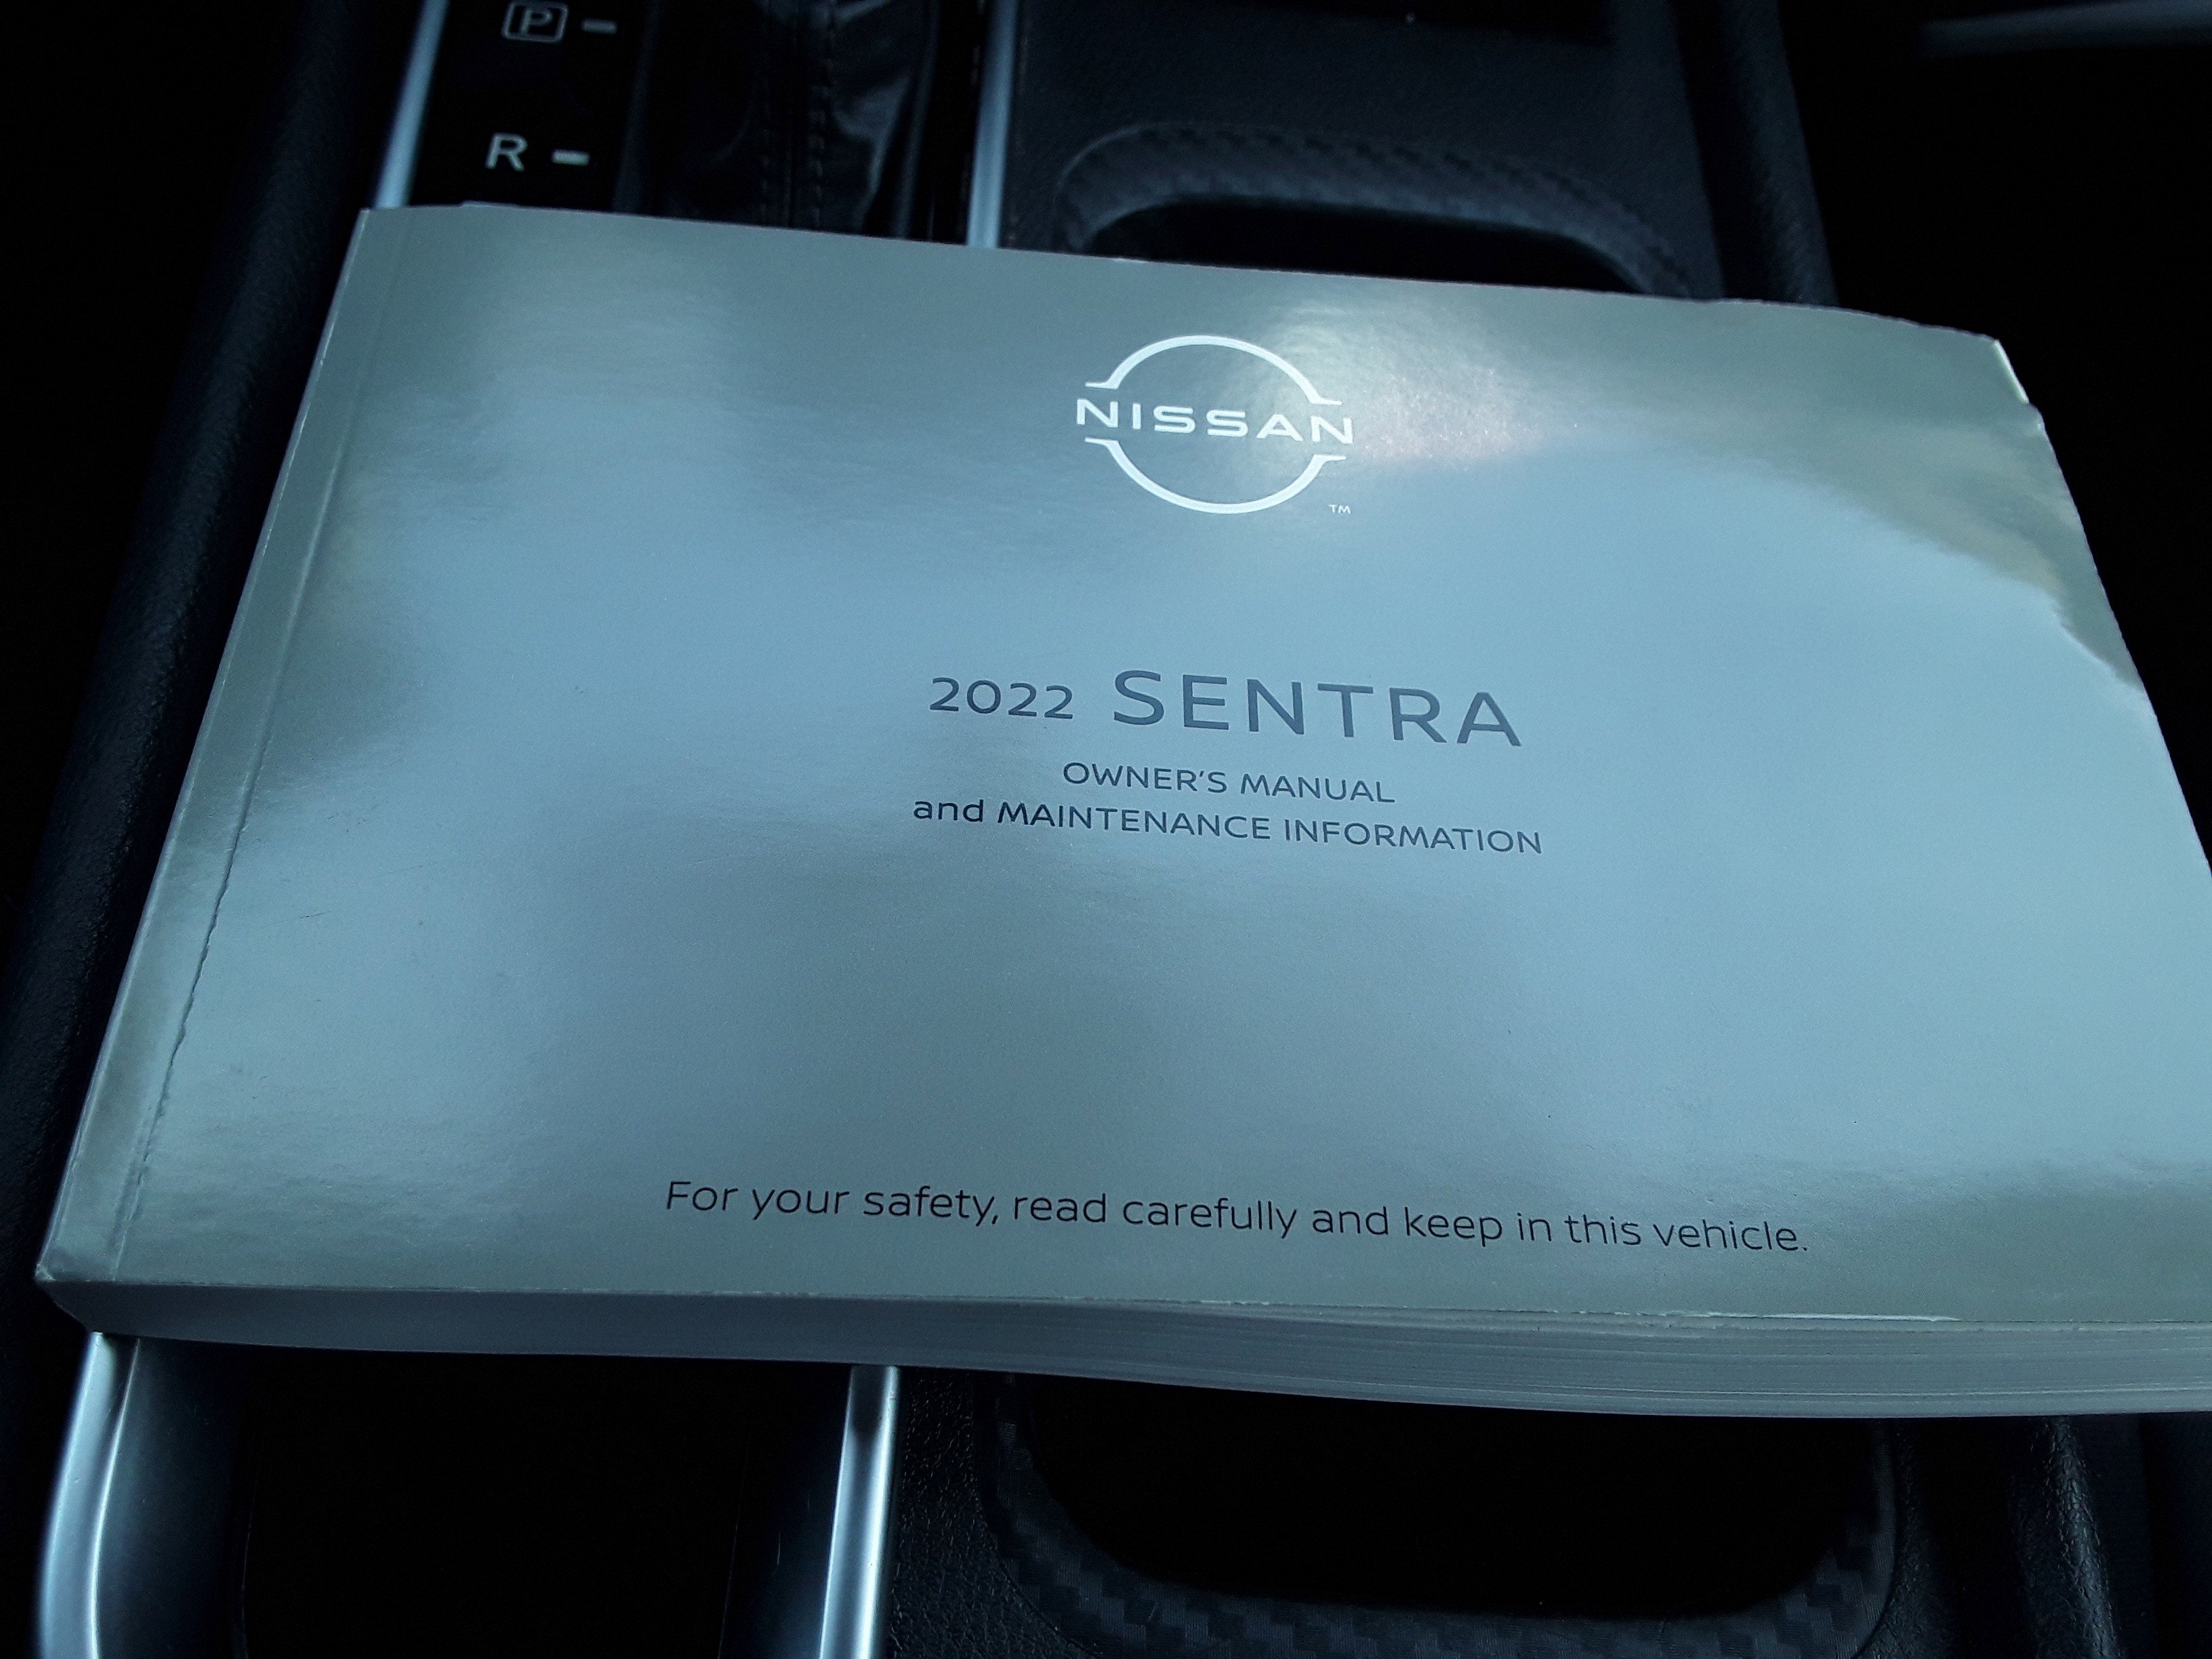 P
R
NISSAN
TM
2022 SENTRA
OWNER'S MANUAL
and MAINTENANCE INFORMATION
For your safety, read carefully and keep in this vehicle.